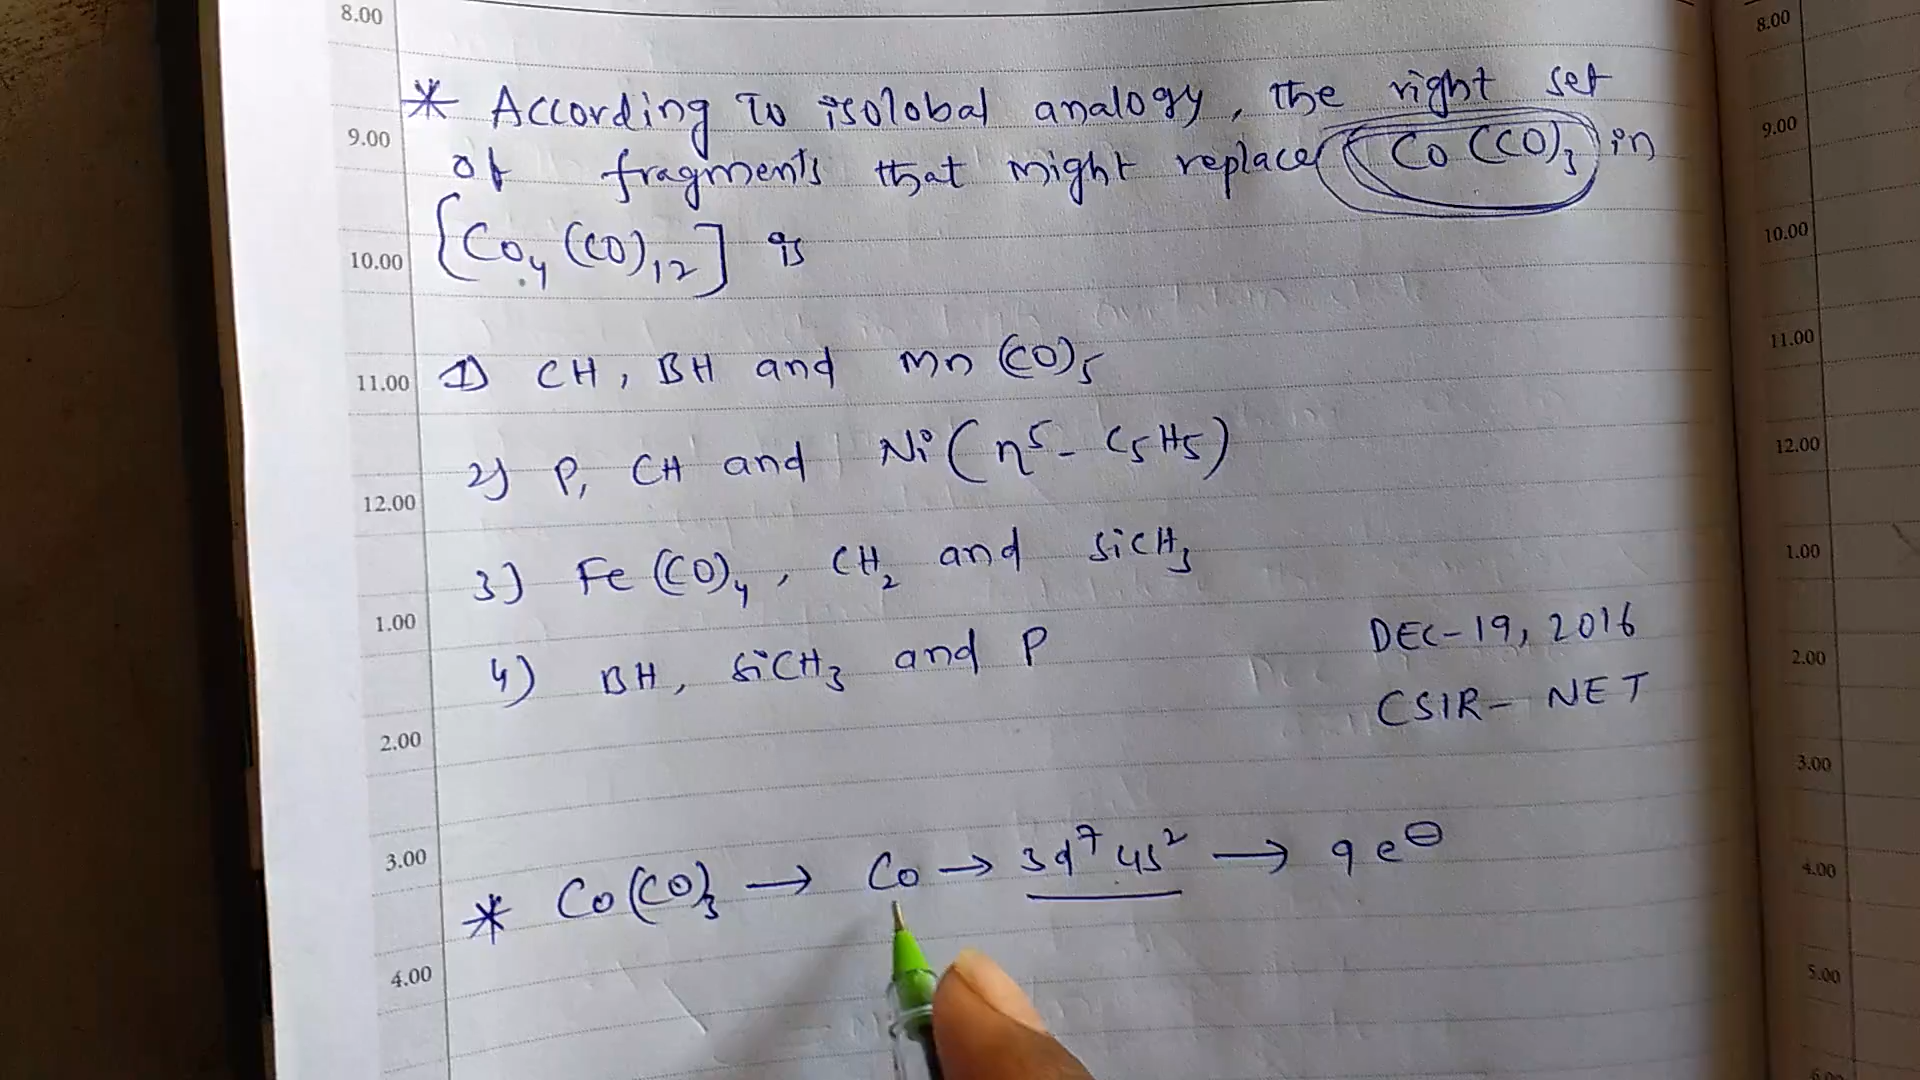 8.00
* According To isolobal analogy, the right set
9.00
of fragments that might replace Co(CO)3 in
10.00
[Co4(CO)12] is
11.00
1) CH, BH and Mn(CO)5
2) P, CH and Ni(η5-C5H5)
12.00
3) Fe(CO)4, CH2 and SiCH3
1.00
4) BH, SiCH3 and P
DEC-19, 2016
CSIR-NET
2.00
3.00
* Co(CO)3 → Co → 3d7 4s2 → 9e⊖
4.00
8.00
9.00
10.00
11.00
12.00
1.00
2.00
3.00
4.00
5.00